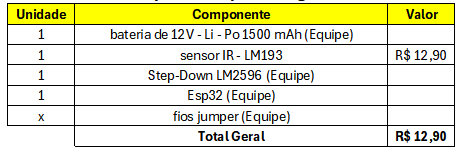 Unidade Componente Valor
1 bateria de 12V - Li - Po 1500 mAh (Equipe)
1 sensor IR - LM193 R$ 12,90
1 Step-Down LM2596 (Equipe)
1 Esp32 (Equipe)
x fios jumper (Equipe)
Total Geral R$ 12,90